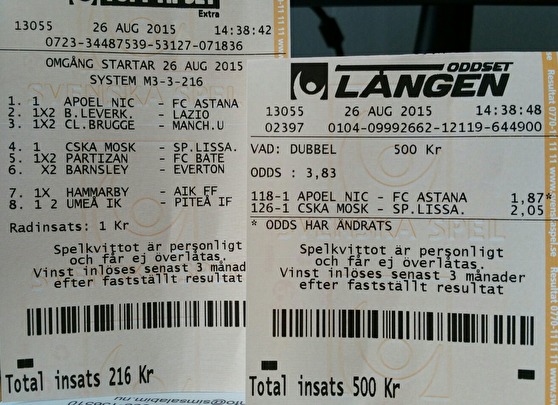 Extra
13055 26 AUG 2015 14:38:42
0723-34487539-53127-071836
OMGÅNG STARTAR 26 AUG 2015
SYSTEM M3-3-216
1. 1 APOEL NIC - FC ASTANA
2. 1X2 B.LEVERK. - LAZIO
3. 1X2 CL.BRUGGE - MANCH.U
4. 1 CSKA MOSK - SP.LISSA.
5. 1X2 PARTIZAN - FC BATE
6. X2 BARNSLEY - EVERTON
7. 1X HAMMARBY - AIK FF
8. 1 2 UMEÅ IK - PITEÅ IF
Radinsats: 1 Kr
Spelkvittot är personligt
och får ej överlåtas.
Vinst inlöses senast 3 månad
efter fastställt resultat
Total insats 216 Kr
ODDSET
LÅNGEN
13055 26 AUG 2015 14:38:48
02397 0104-09992662-12119-644900
VAD: DUBBEL 500 Kr
ODDS : 3,83
118-1 APOEL NIC - FC ASTANA 1,87*
126-1 CSKA MOSK - SP.LISSA. 2,05
* ODDS HAR ÄNDRATS
Spelkvittot är personligt
och får ej överlåtas.
Vinst inlöses senast 3 månader
efter fastställt resultat
Total insats 500 Kr
Resultat 0770-11 11 11